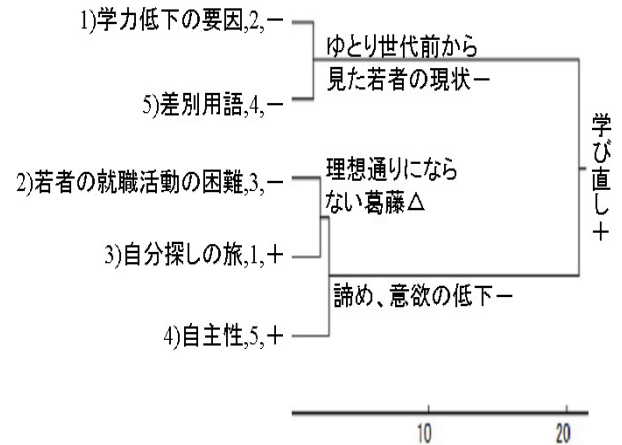 1)学力低下の要因,2,－
ゆとり世代前から
見た若者の現状－
5)差別用語,4,－
2)若者の就職活動の困難,3,－
理想通りになら
ない葛藤△
3)自分探しの旅,1,＋
諦め、意欲の低下－
4)自主性,5,＋
学び直し＋
10
20